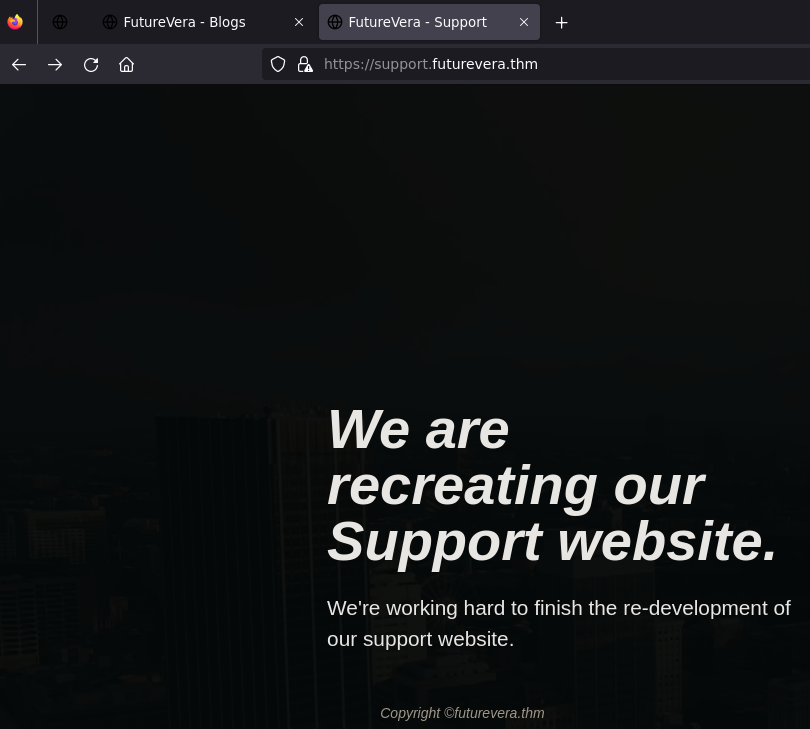 FutureVera - Blogs
FutureVera - Support
https://support.futurevera.thm
We are
recreating our
Support website.
We're working hard to finish the re-development of
our support website.
Copyright ©futurevera.thm